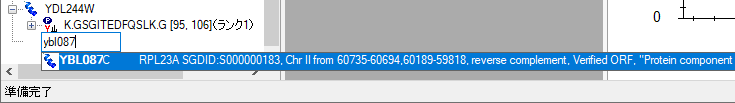 YDL244W
K.GSGITEDFQSLK.G [95, 106]（ランク1）
0
ybl087
YBL087C RPL23A SGDID:S000000183, Chr II from 60735-60694,60189-59818, reverse complement, Verified ORF, "Protein component
準備完了